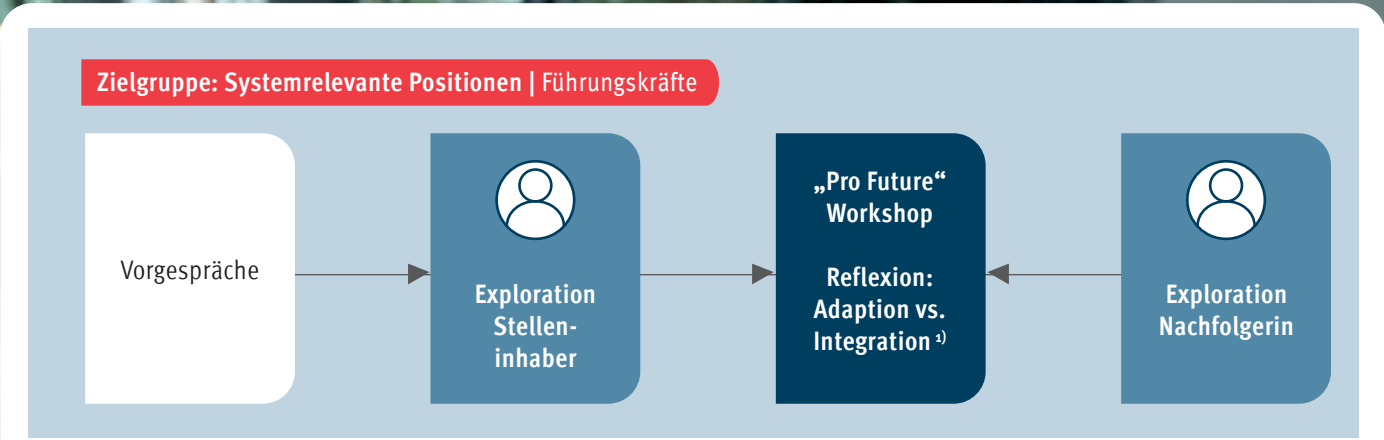 Zielgruppe: Systemrelevante Positionen | Führungskräfte
Vorgespräche
Exploration
Stellen-
inhaber
„Pro Future“
Workshop
Reflexion:
Adaption vs.
Integration ¹⁾
Exploration
Nachfolgerin